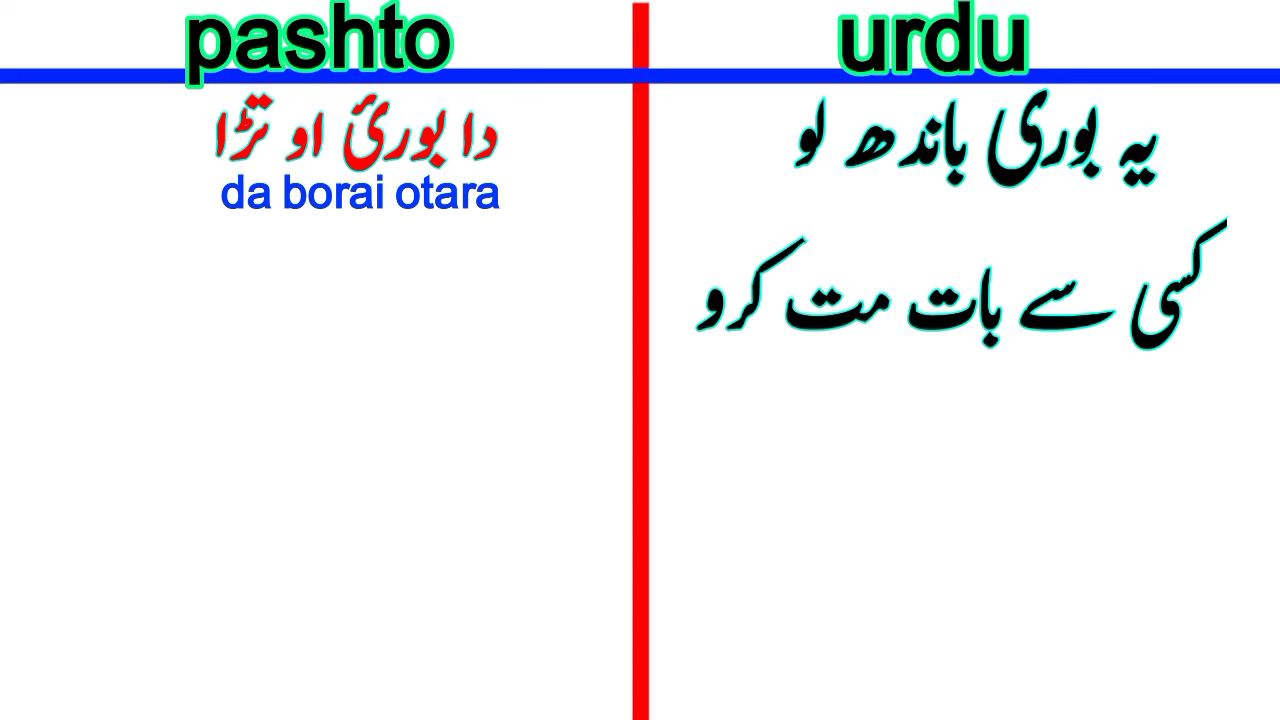 pashto
urdu
دا بورئ او تڑا
da borai otara
یہ بوری باندھ لو
کسی سے بات مت کرو